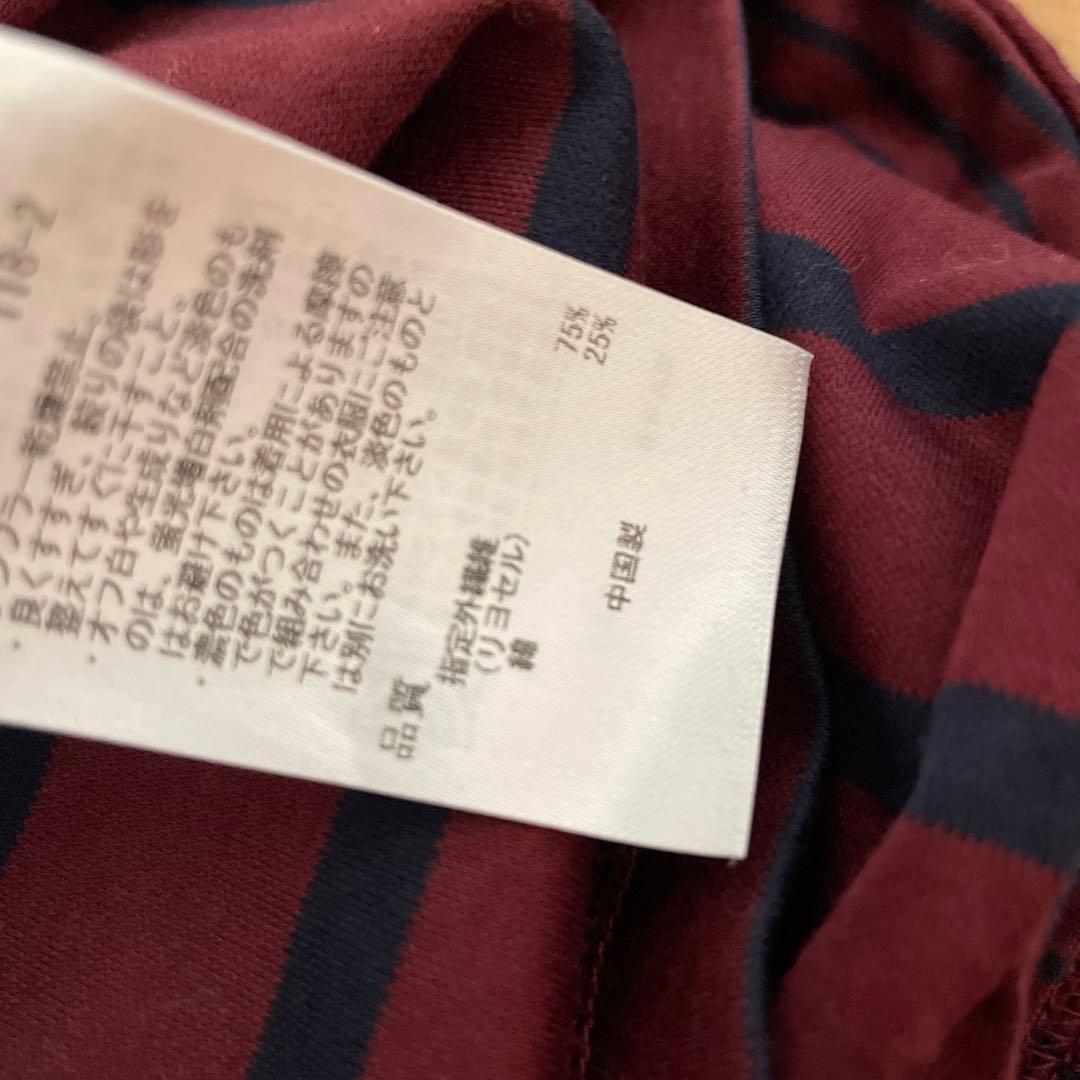 118-2
ラー乾燥禁止。
・良くすすぎ、絞りの後は形を
整えてすぐに干すこと。
・オフ白や生成りなど淡色のも
のは、蛍光増白剤配合の洗剤
はお避け下さい。
・濃色のものは着用による摩擦
で色がつくことがありますの
で組み合わせの衣服にご注意
下さい。また、淡色のものと
は別にお洗い下さい。
品質
指定外繊維 75%
(リヨセル)
綿 25%
中国製